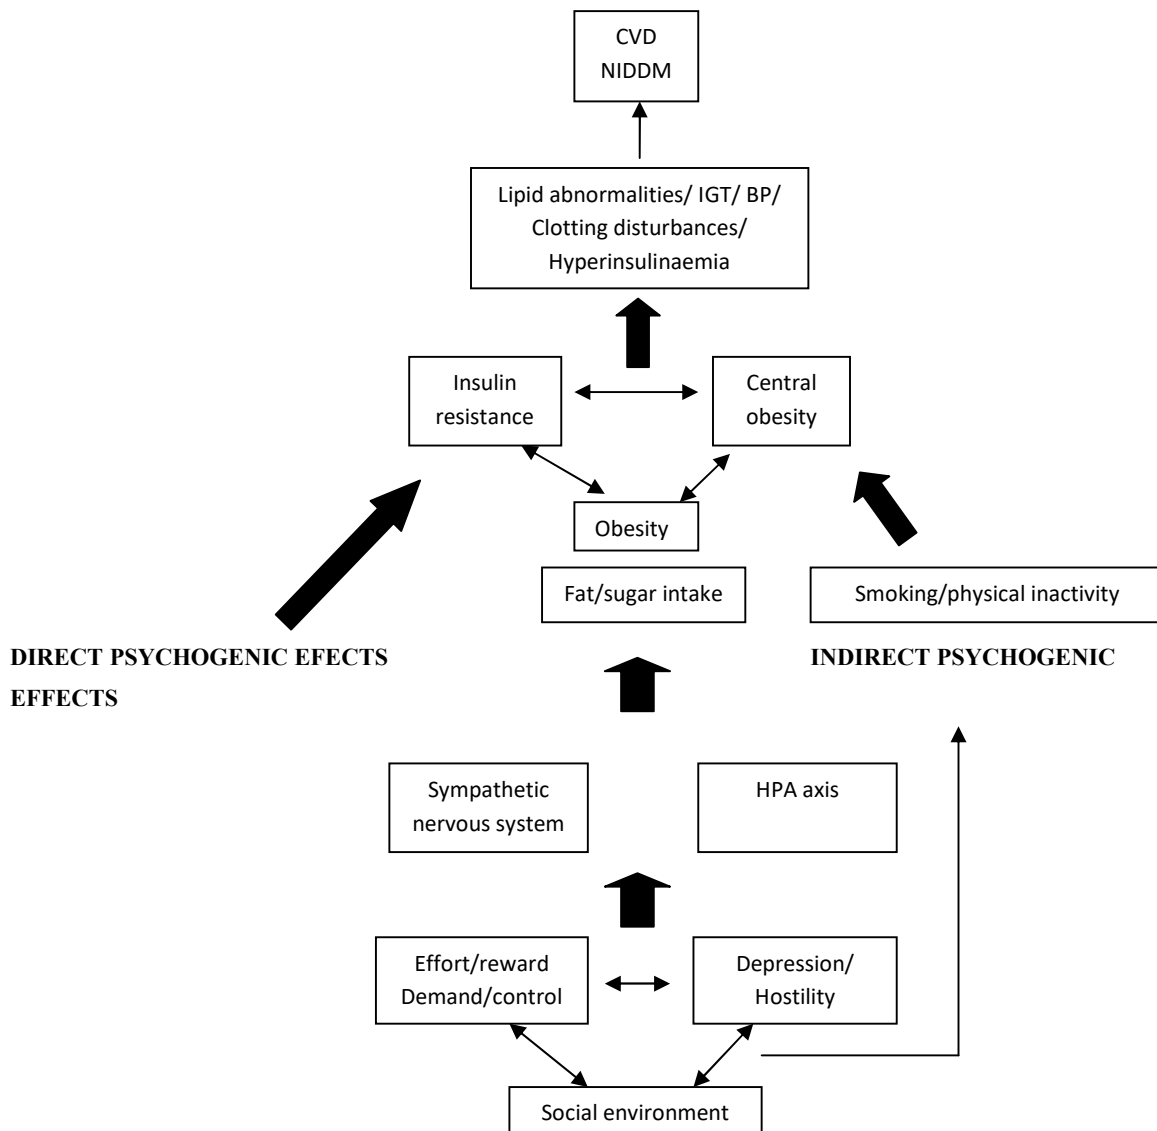 CVD
NIDDM
Lipid abnormalities/ IGT/ BP/
Clotting disturbances/
Hyperinsulinaemia
Insulin
resistance
Central
obesity
Obesity
Fat/sugar intake
Smoking/physical inactivity
DIRECT PSYCHOGENIC EFECTS
INDIRECT PSYCHOGENIC
EFFECTS
Sympathetic
nervous system
HPA axis
Effort/reward
Demand/control
Depression/
Hostility
Social environment